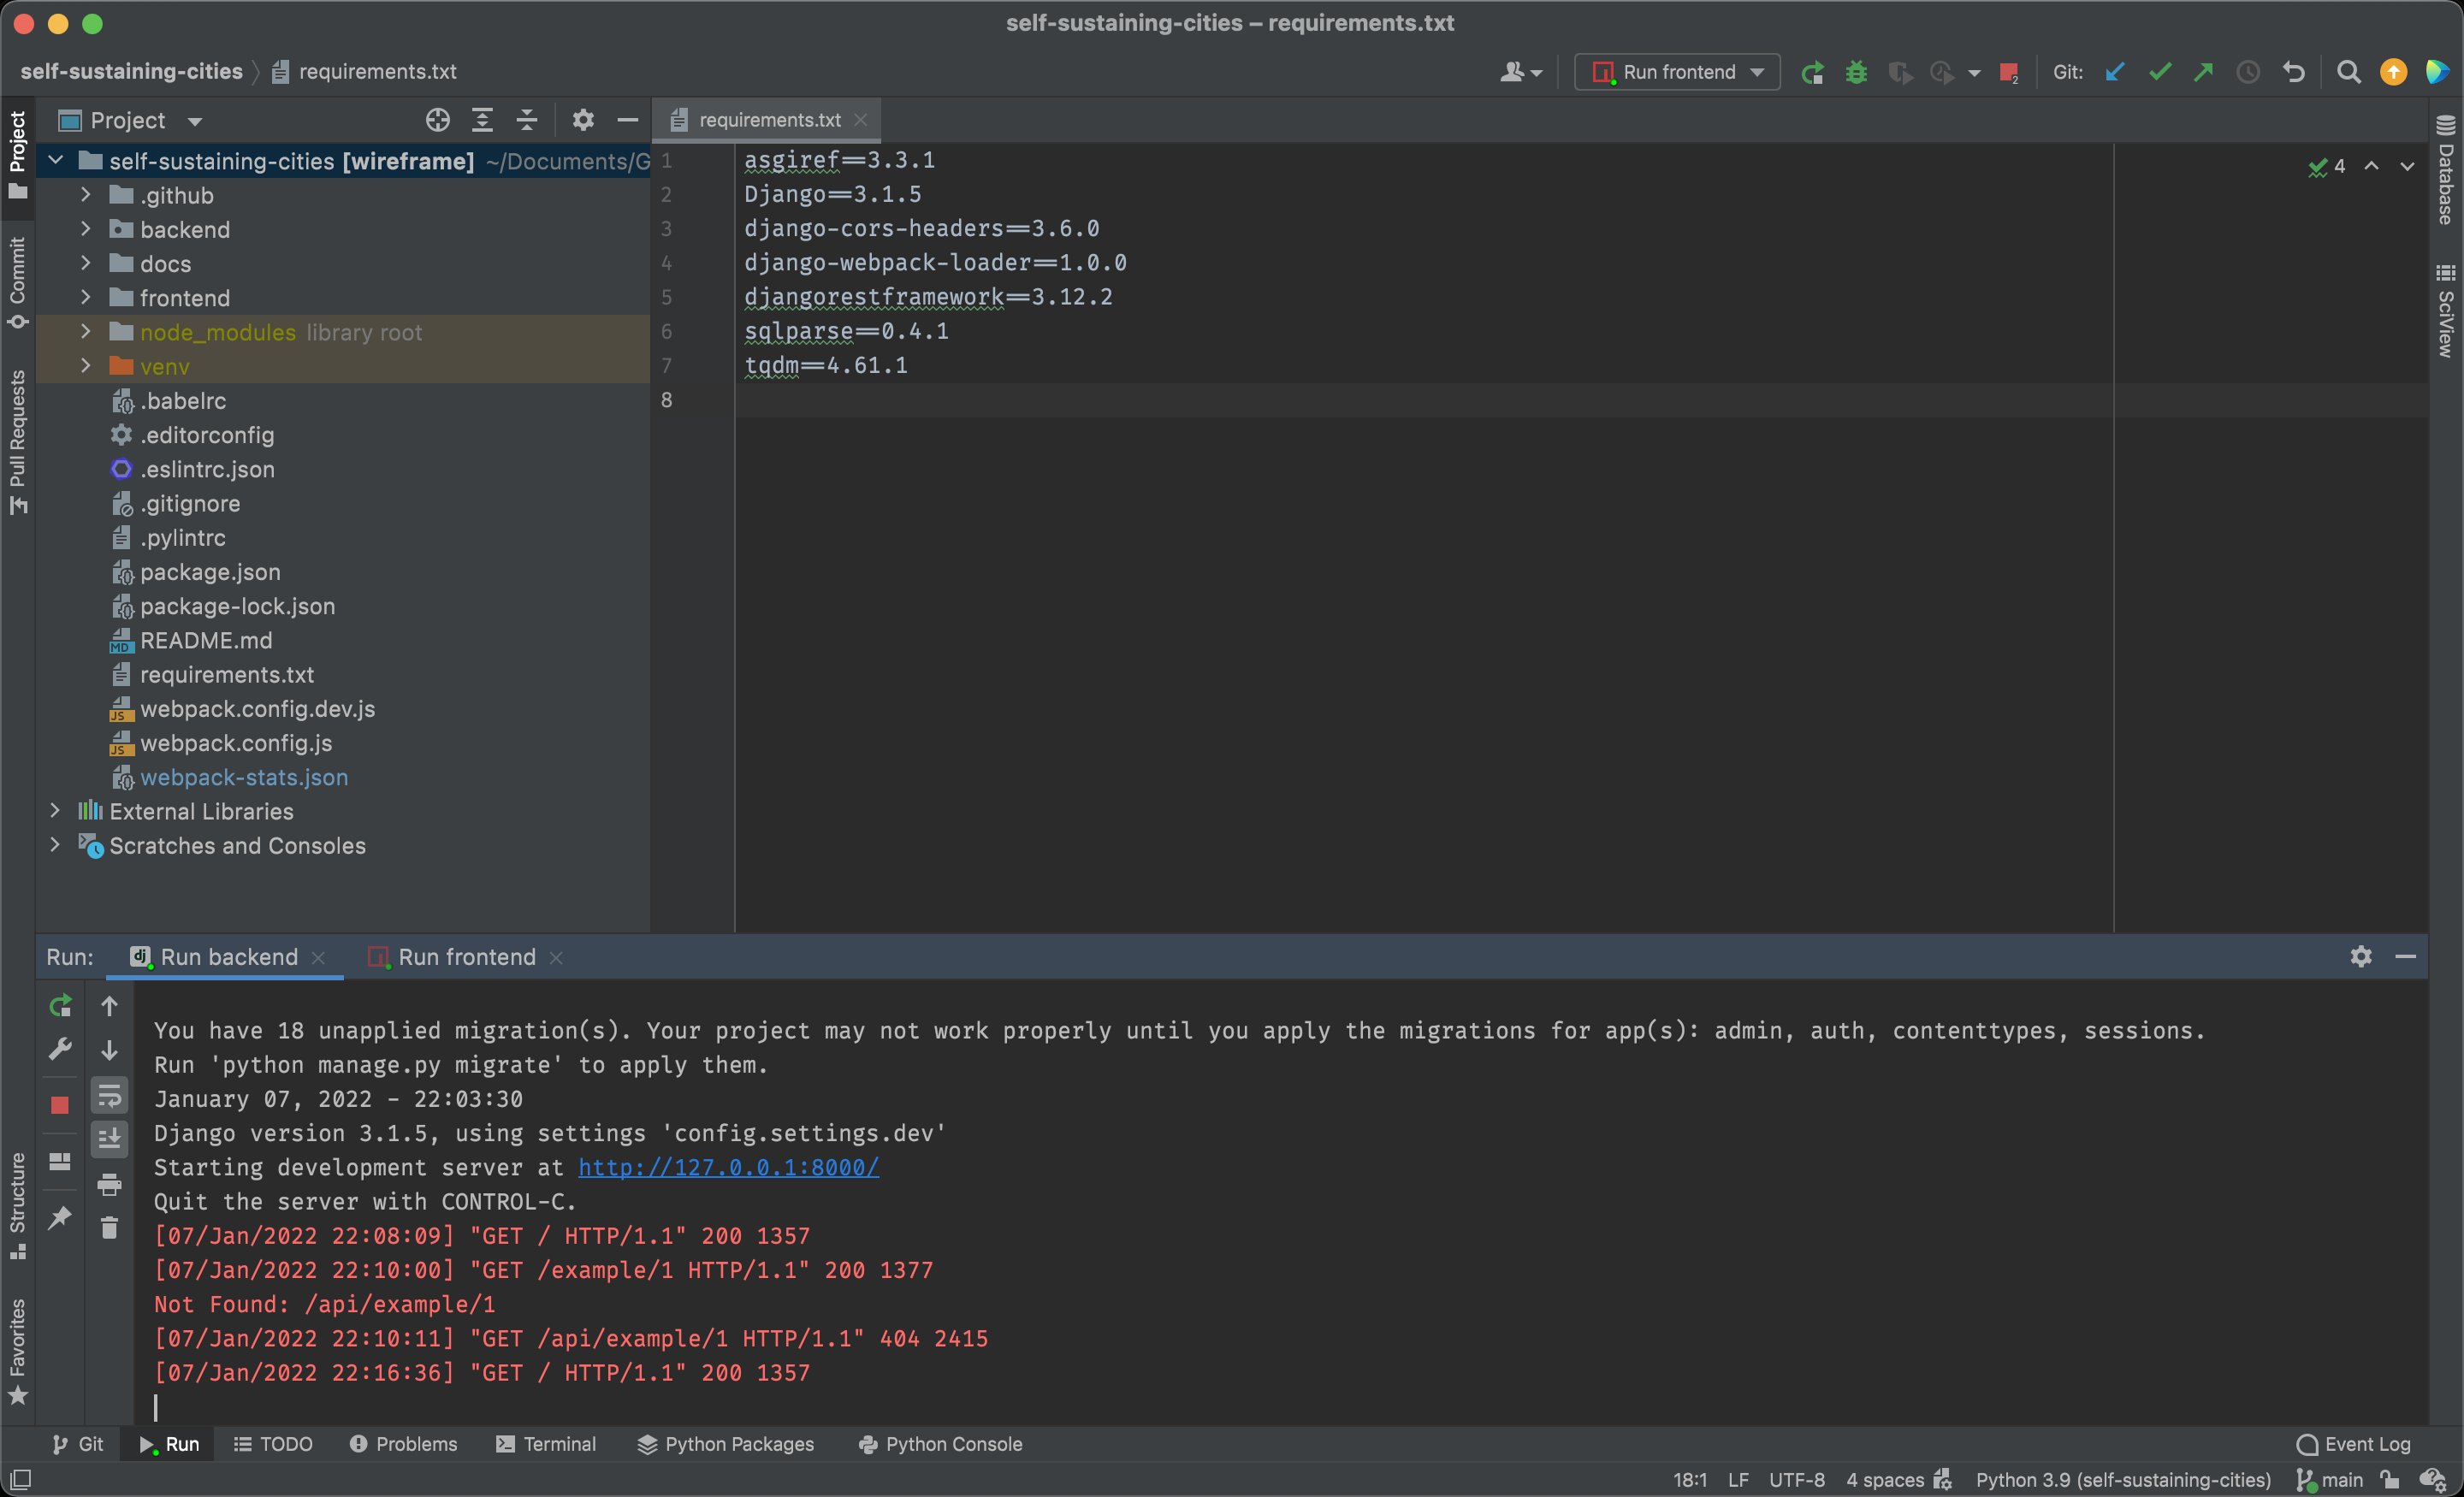 self-sustaining-cities – requirements.txt
self-sustaining-cities requirements.txt
Run frontend
2
Git:
Project
requirements.txt
Project
Commit
Pull Requests
Structure
Favorites
self-sustaining-cities [wireframe] ~/Documents/G
.github
backend
docs
frontend
node_modules library root
venv
.babelrc
.editorconfig
.eslintrc.json
.gitignore
.pylintrc
package.json
package-lock.json
MD README.md
requirements.txt
JS webpack.config.dev.js
JS webpack.config.js
webpack-stats.json
External Libraries
Scratches and Consoles
1 asgiref==3.3.1
2 Django==3.1.5
3 django-cors-headers==3.6.0
4 django-webpack-loader==1.0.0
5 djangorestframework==3.12.2
6 sqlparse==0.4.1
7 tqdm==4.61.1
8
4
Database
SciView
Run: dj Run backend Run frontend
You have 18 unapplied migration(s). Your project may not work properly until you apply the migrations for app(s): admin, auth, contenttypes, sessions.
Run 'python manage.py migrate' to apply them.
January 07, 2022 - 22:03:30
Django version 3.1.5, using settings 'config.settings.dev'
Starting development server at http://127.0.0.1:8000/
Quit the server with CONTROL-C.
[07/Jan/2022 22:08:09] "GET / HTTP/1.1" 200 1357
[07/Jan/2022 22:10:00] "GET /example/1 HTTP/1.1" 200 1377
Not Found: /api/example/1
[07/Jan/2022 22:10:11] "GET /api/example/1 HTTP/1.1" 404 2415
[07/Jan/2022 22:16:36] "GET / HTTP/1.1" 200 1357
Git Run TODO Problems Terminal Python Packages Python Console Event Log
18:1 LF UTF-8 4 spaces Python 3.9 (self-sustaining-cities) main